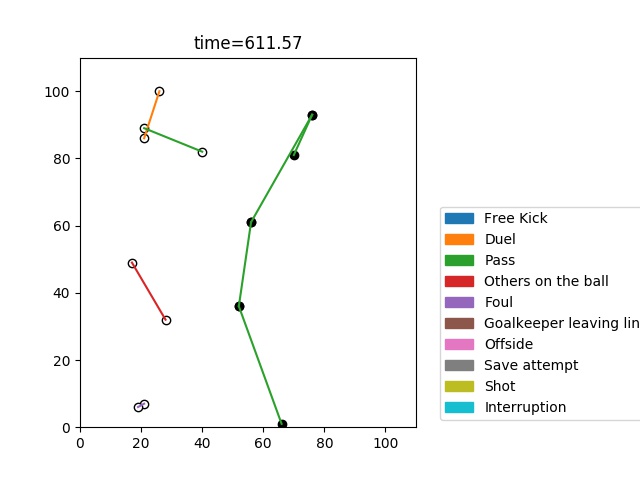 time=611.57
100
80
60
40
20
0
0 20 40 60 80 100
Free Kick
Duel
Pass
Others on the ball
Foul
Goalkeeper leaving lin
Offside
Save attempt
Shot
Interruption